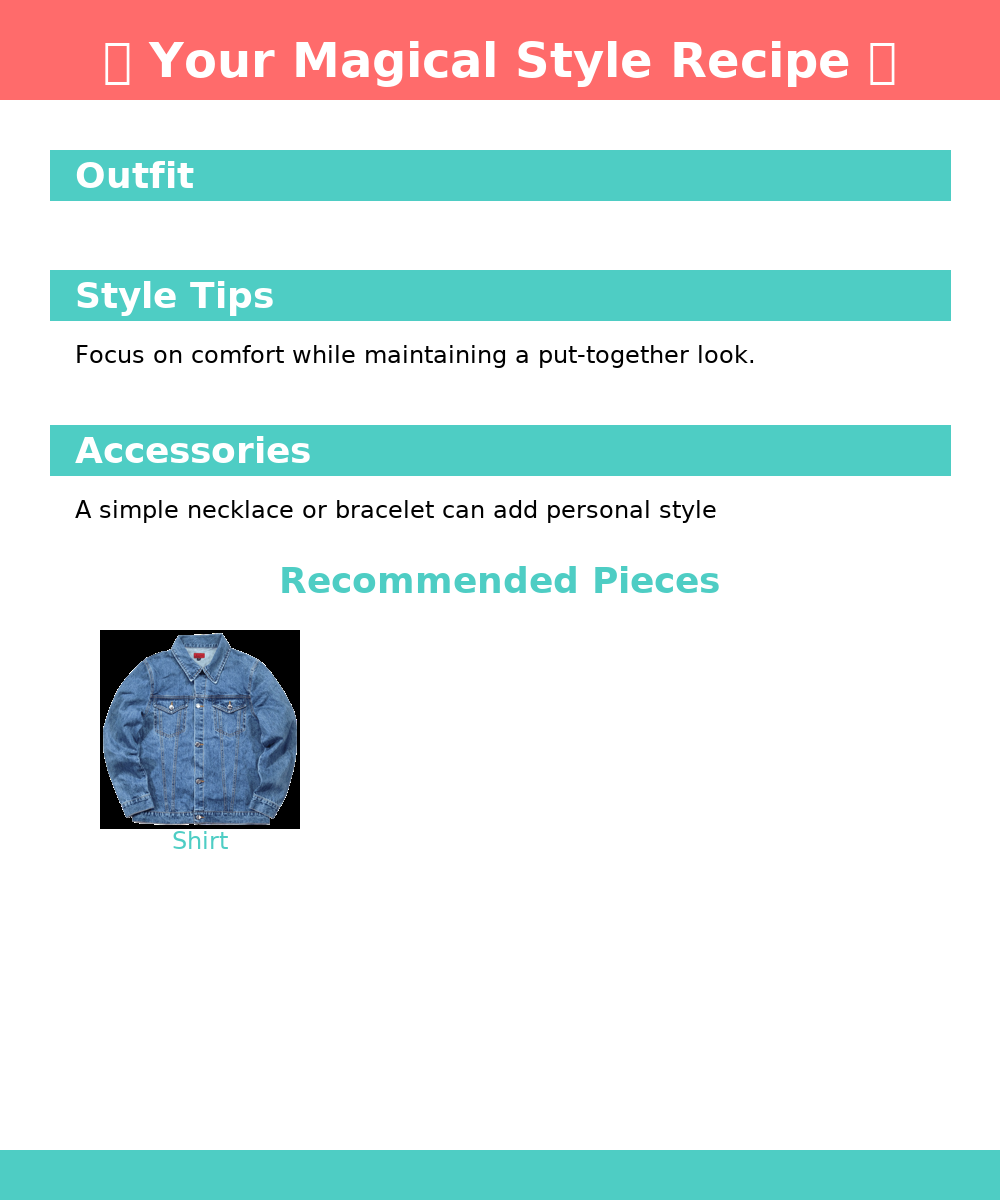 Your Magical Style Recipe
Outfit
Style Tips
Focus on comfort while maintaining a put-together look.
Accessories
A simple necklace or bracelet can add personal style
Recommended Pieces
Shirt